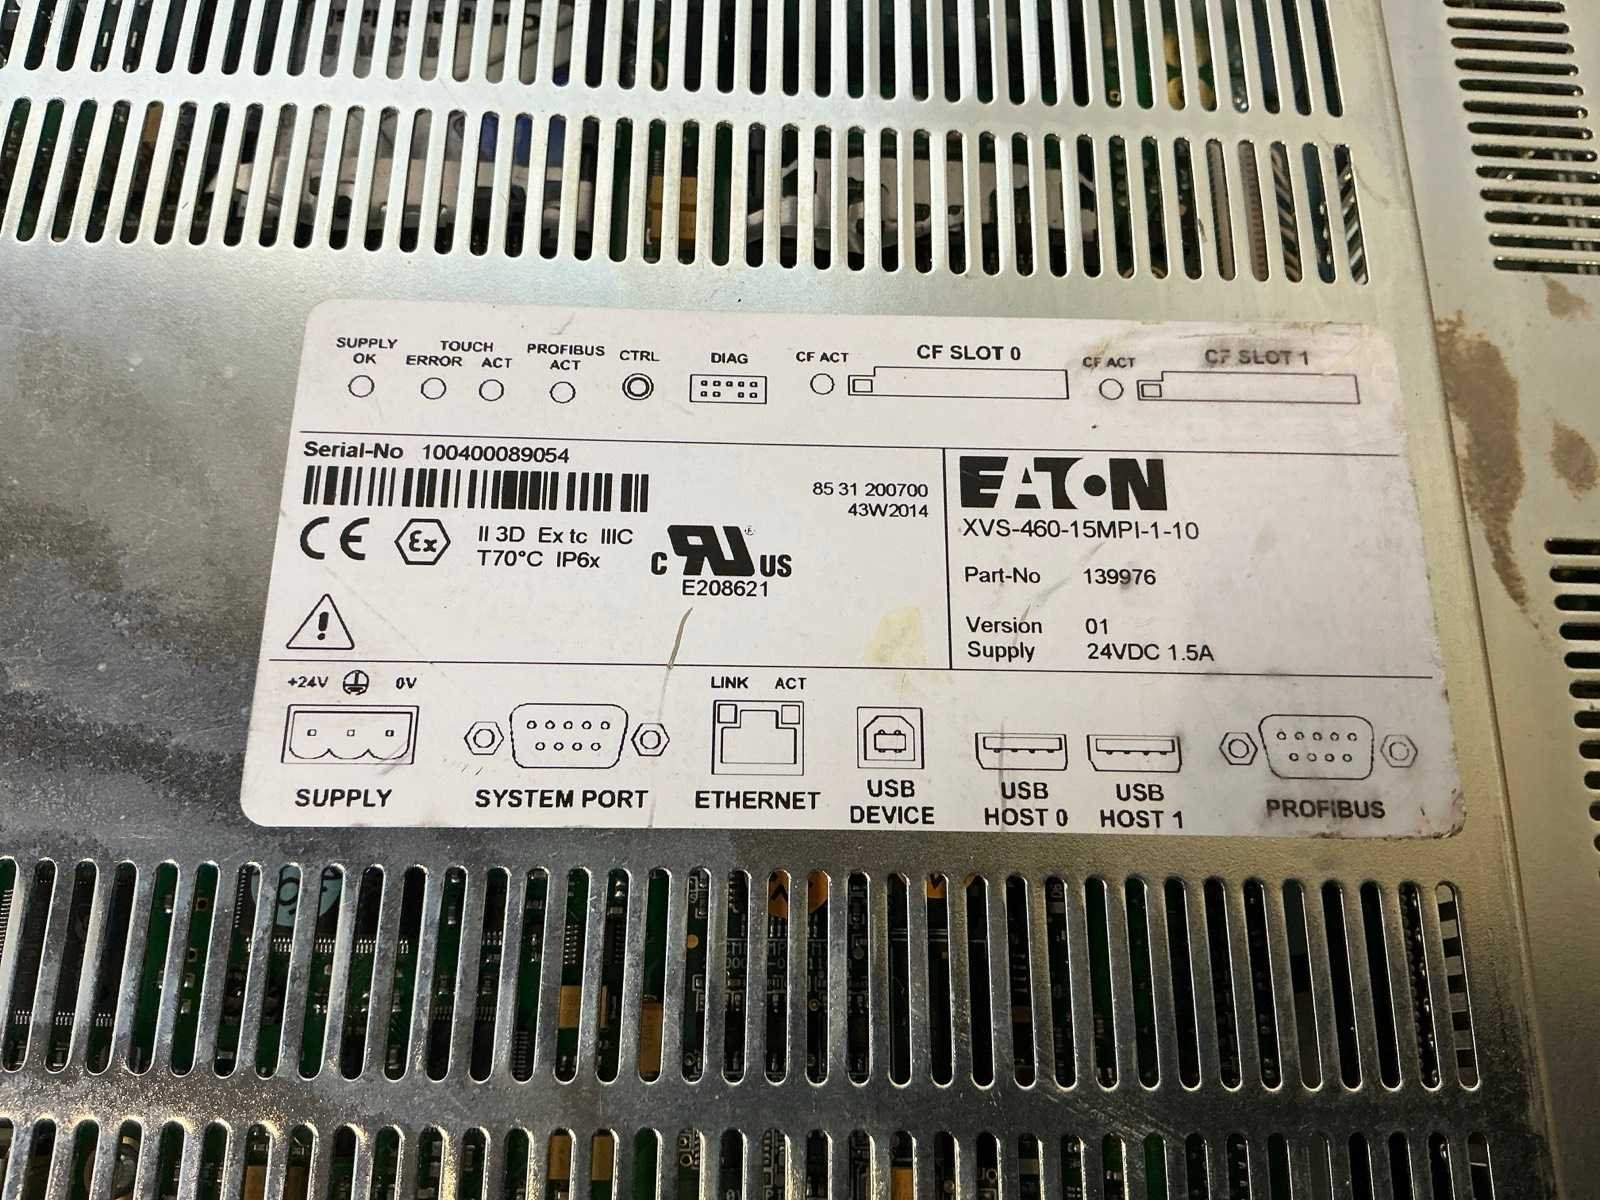 SUPPLY
OK
TOUCH
ERROR ACT
PROFIBUS
ACT
CTRL
DIAG
CF ACT
CF SLOT 0
CF ACT
CF SLOT 1
Serial-No 100400089054
85 31 200700
43W2014
CE Ex II 3D Ex tc IIIC
T70°C IP6x
c RU US
E208621
EATON
XVS-460-15MPI-1-10
Part-No 139976
Version 01
Supply 24VDC 1.5A
+24V 0V
SUPPLY
SYSTEM PORT
LINK ACT
ETHERNET
USB
DEVICE
USB
HOST 0
USB
HOST 1
PROFIBUS